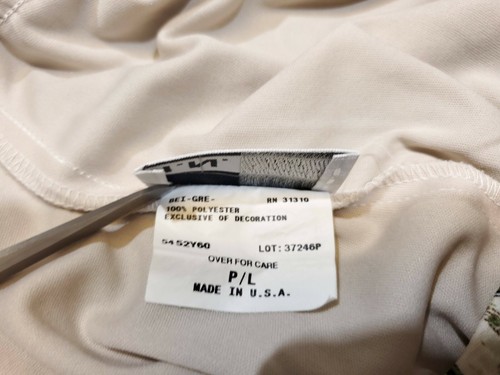 BEI-GRE- RN 31310
100% POLYESTER
EXCLUSIVE OF DECORATION
5452Y60 LOT: 37246P
OVER FOR CARE
P/L
MADE IN U.S.A.